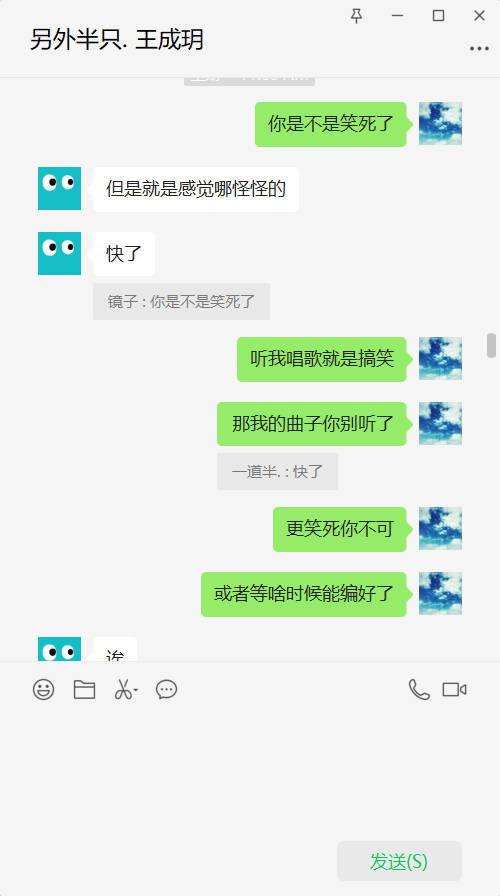 另外半只. 王成玥
你是不是笑死了
但是就是感觉哪怪怪的
快了
镜子 : 你是不是笑死了
听我唱歌就是搞笑
那我的曲子你别听了
一道半. : 快了
更笑死你不可
或者等啥时候能编好了
发送(S)